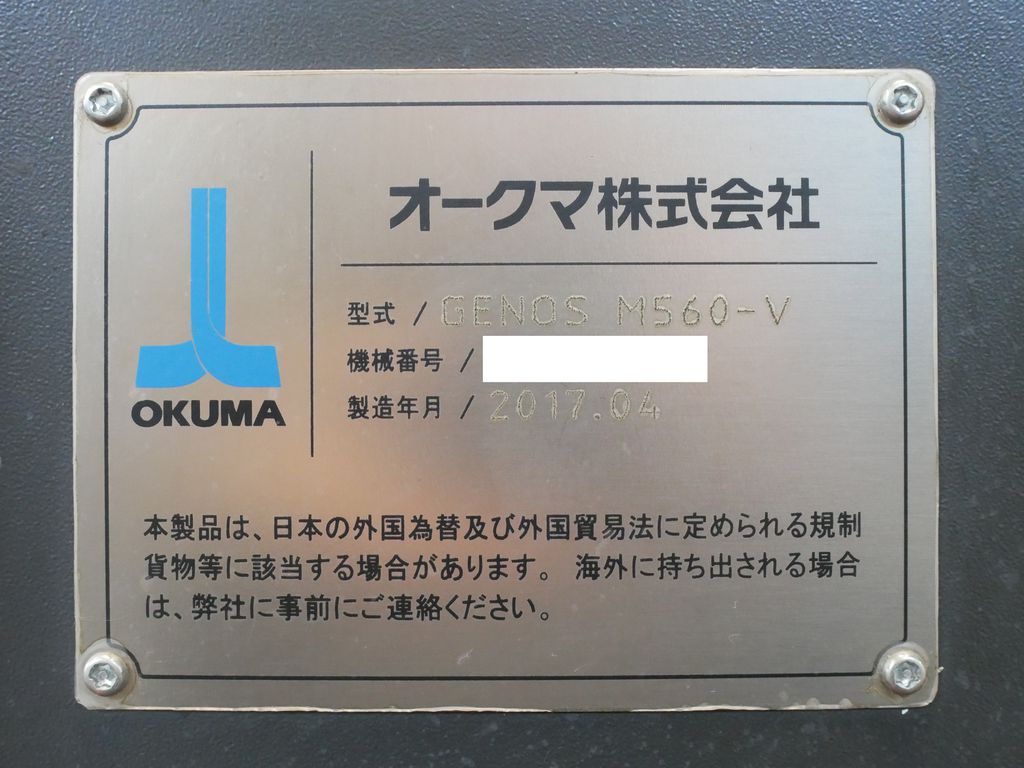 オークマ株式会社
OKUMA
型式 / GENOS M560-V
機械番号 /
製造年月 / 2017.04
本製品は、日本の外国為替及び外国貿易法に定められる規制
貨物等に該当する場合があります。 海外に持ち出される場合
は、弊社に事前にご連絡ください。